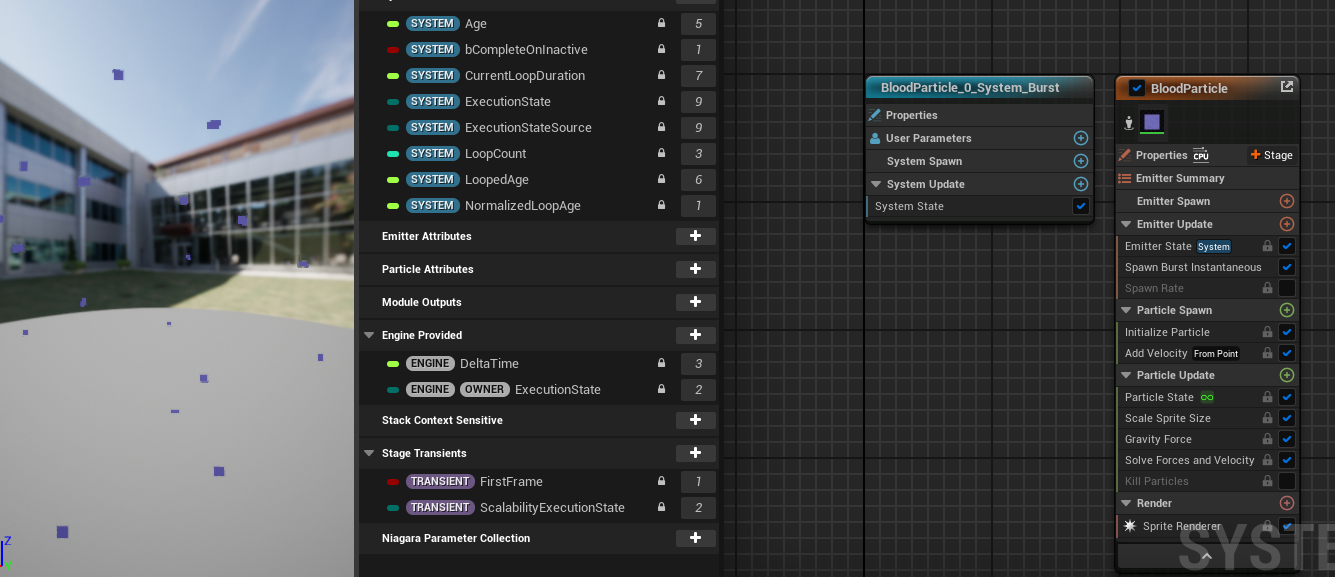 SYSTEM Age 5
SYSTEM bCompleteOnInactive 1
SYSTEM CurrentLoopDuration 7
SYSTEM ExecutionState 9
SYSTEM ExecutionStateSource 9
SYSTEM LoopCount 3
SYSTEM LoopedAge 6
SYSTEM NormalizedLoopAge 1
Emitter Attributes
Particle Attributes
Module Outputs
Engine Provided
ENGINE DeltaTime 3
ENGINE OWNER ExecutionState 2
Stack Context Sensitive
Stage Transients
TRANSIENT FirstFrame 1
TRANSIENT ScalabilityExecutionState 2
Niagara Parameter Collection
Z
Y
BloodParticle_0_System_Burst
Properties
User Parameters
System Spawn
System Update
System State
BloodParticle
Properties CPU Stage
Emitter Summary
Emitter Spawn
Emitter Update
Emitter State System
Spawn Burst Instantaneous
Spawn Rate
Particle Spawn
Initialize Particle
Add Velocity From Point
Particle Update
Particle State
Scale Sprite Size
Gravity Force
Solve Forces and Velocity
Kill Particles
Render
Sprite Renderer
SYSTE